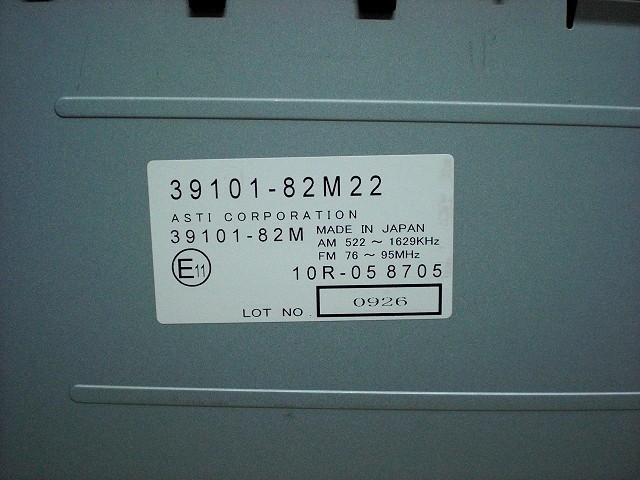 39101-82M22
ASTI CORPORATION
39101-82M
MADE IN JAPAN
AM 522 ~ 1629KHz
FM 76 ~ 95MHz
E11
10R-05 8705
LOT NO. 0926